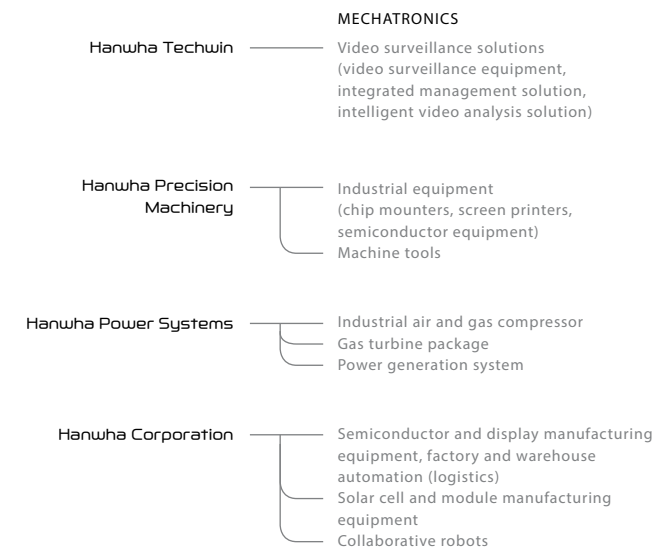 MECHATRONICS
Hanwha Techwin
Video surveillance solutions
(video surveillance equipment,
integrated management solution,
intelligent video analysis solution)
Hanwha Precision
Machinery
Industrial equipment
(chip mounters, screen printers,
semiconductor equipment)
Machine tools
Hanwha Power Systems
Industrial air and gas compressor
Gas turbine package
Power generation system
Hanwha Corporation
Semiconductor and display manufacturing
equipment, factory and warehouse
automation (logistics)
Solar cell and module manufacturing
equipment
Collaborative robots